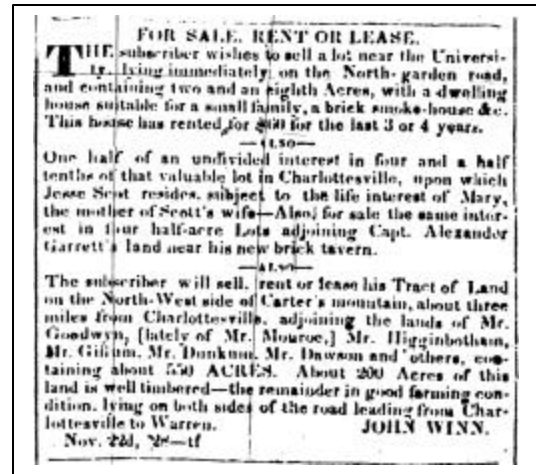 FOR SALE, RENT OR LEASE.
THE subscriber wishes to sell a lot near the Universi-
ty, lying immediately on the North-garden road,
and containing two and an eighth Acres, with a dwelling
house suitable for a small family, a brick smoke-house &c.
This house has rented for $60 for the last 3 or 4 years.
—ALSO—
One half of an undivided interest in four and a half
tenths of that valuable lot in Charlottesville, upon which
Jesse Scot resides, subject to the life interest of Mary,
the mother of Scott's wife—Also, for sale the same inter-
est in four half-acre Lots adjoining Capt. Alexander
Garrett's land near his new brick tavern.
—ALSO—
The subscriber will sell, rent or lease his Tract of Land
on the North-West side of Carter's mountain, about three
miles from Charlottesville, adjoining the lands of Mr.
Goodwyn, [lately of Mr. Monroe,] Mr. Higginbotham,
Mr. Mr. Dunkum, Mr. Dawson and others, con-
taining about 550 ACRES. About 200 Acres of this
land is well timbered—the remainder in good farming con-
dition, lying on both sides of the road leading from Char-
lottesville to Warren. JOHN WINN.
Nov. 22d, '28—tf